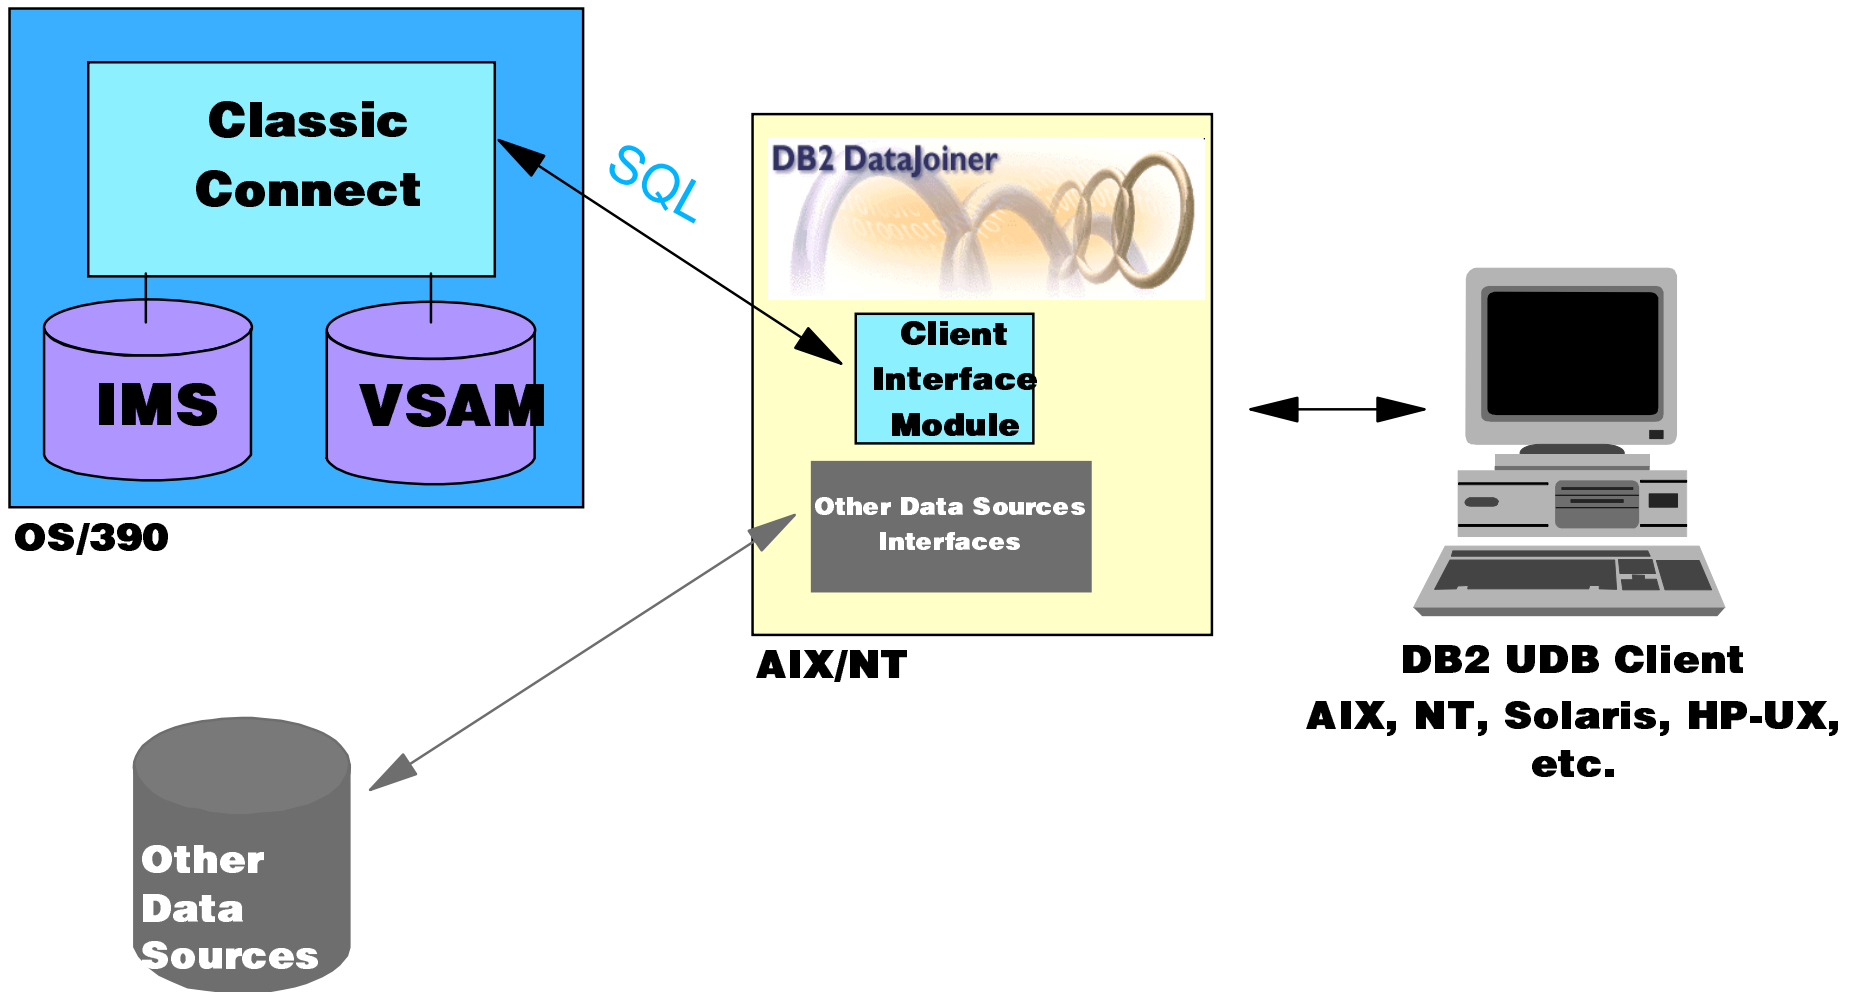 Classic
Connect
IMS
VSAM
OS/390
SQL
DB2 DataJoiner
Client
Interface
Module
Other Data Sources
Interfaces
AIX/NT
DB2 UDB Client
AIX, NT, Solaris, HP-UX,
etc.
Other
Data
Sources